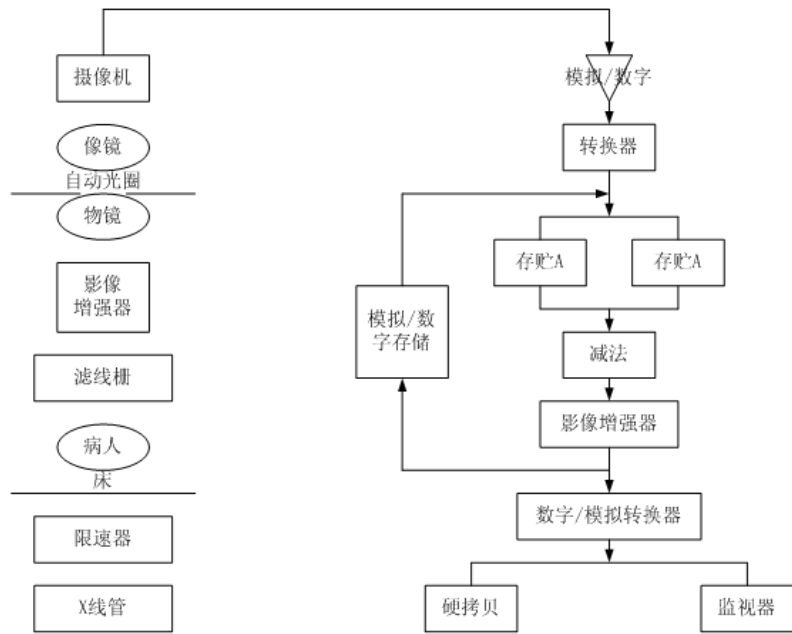 摄像机
像镜
自动光圈
物镜
影像
增强器
滤线栅
病人
床
限速器
X线管
模拟/数字
转换器
存贮A
存贮A
模拟/数
字存储
减法
影像增强器
数字/模拟转换器
硬拷贝
监视器